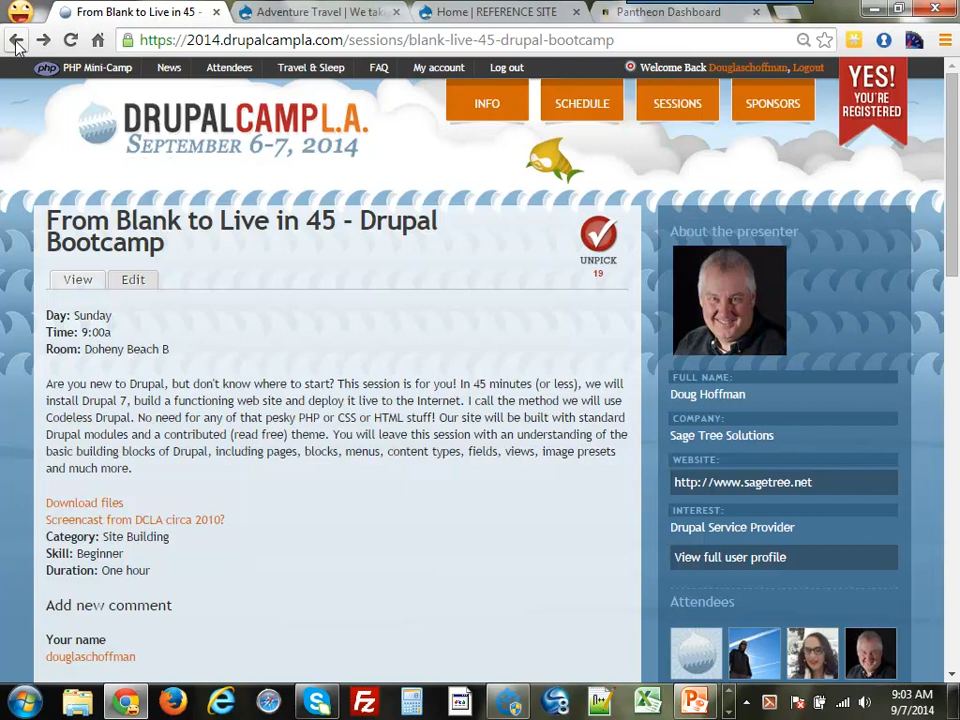 From Blank to Live in 45 -
Adventure Travel | We tak
Home | REFERENCE SITE
Pantheon Dashboard
https://2014.drupalcampla.com/sessions/blank-live-45-drupal-bootcamp
php PHP Mini-Camp News Attendees Travel & Sleep FAQ My account Log out
Welcome Back Douglaschoffman, Logout
DRUPALCAMPL.A.
SEPTEMBER 6-7, 2014
INFO SCHEDULE SESSIONS SPONSORS
YES!
YOU'RE
REGISTERED
From Blank to Live in 45 - Drupal
Bootcamp
UNPICK
19
View Edit
Day: Sunday
Time: 9:00a
Room: Doheny Beach B
Are you new to Drupal, but don't know where to start? This session is for you! In 45 minutes (or less), we will
install Drupal 7, build a functioning web site and deploy it live to the Internet. I call the method we will use
Codeless Drupal. No need for any of that pesky PHP or CSS or HTML stuff! Our site will be built with standard
Drupal modules and a contributed (read free) theme. You will leave this session with an understanding of the
basic building blocks of Drupal, including pages, blocks, menus, content types, fields, views, image presets
and much more.
Download files
Screencast from DCLA circa 2010?
Category: Site Building
Skill: Beginner
Duration: One hour
Add new comment
Your name
douglaschoffman
About the presenter
FULL NAME:
Doug Hoffman
COMPANY:
Sage Tree Solutions
WEBSITE:
http://www.sagetree.net
INTEREST:
Drupal Service Provider
View full user profile
Attendees
9:03 AM
9/7/2014